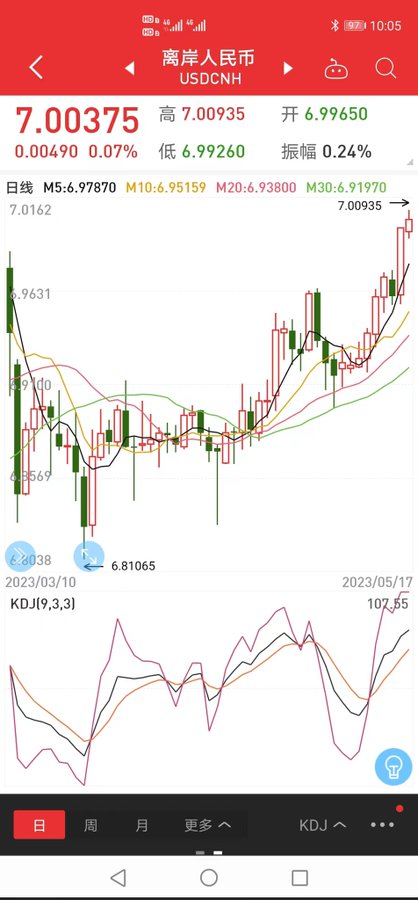 HD 4G 4G 97 10:05
HD
离岸人民币
USDCNH
7.00375 高 7.00935 开 6.99650
0.00490 0.07% 低 6.99260 振幅 0.24%
日线 M5:6.97870 M10:6.95159 M20:6.93800 M30:6.91970
7.0162 7.00935
6.9631
6.9100
6.8569
6.8038 6.81065
2023/03/10 2023/05/17
KDJ(9,3,3) 107.55
日 周 月 更多 KDJ